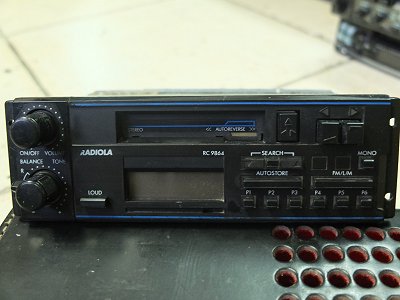 STEREO << AUTOREVERSE >>
ON/OFF VOLUME
BALANCE TONE
RADIOLA RC 9864
SEARCH MONO
AUTOSTORE FM/L/M
LOUD
P1 P2 P3 P4 P5 P6